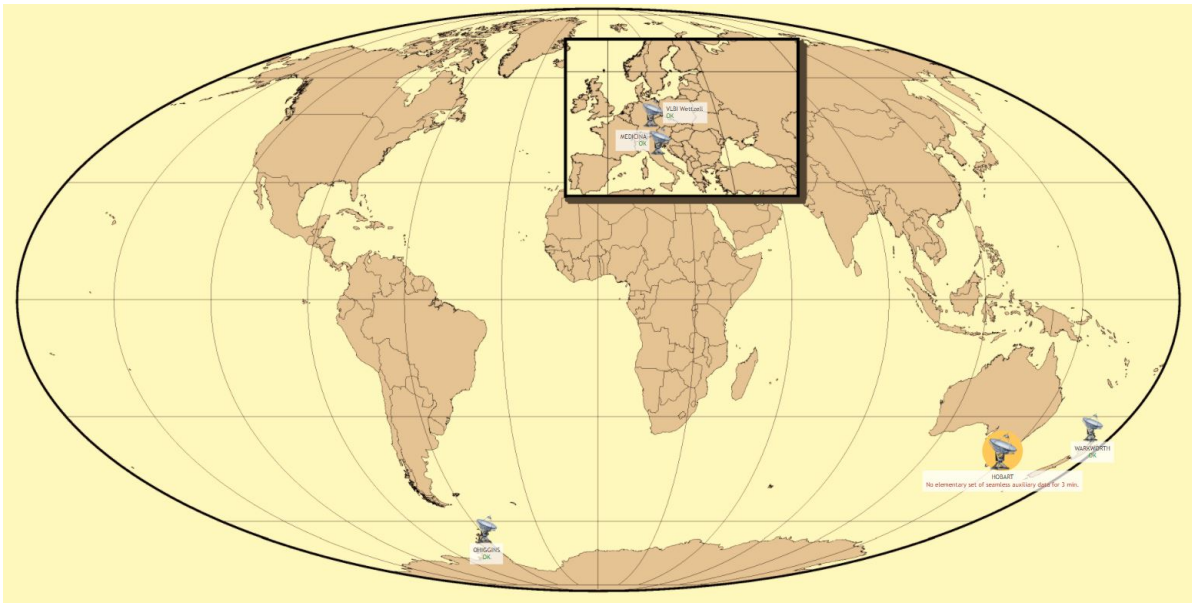 VLBI Wettzell
OK
MEDICINA
OK
WARKWORTH
OK
HOBART
No elementary set of seamless auxiliary data for 3 min.
OHIGGINS
OK